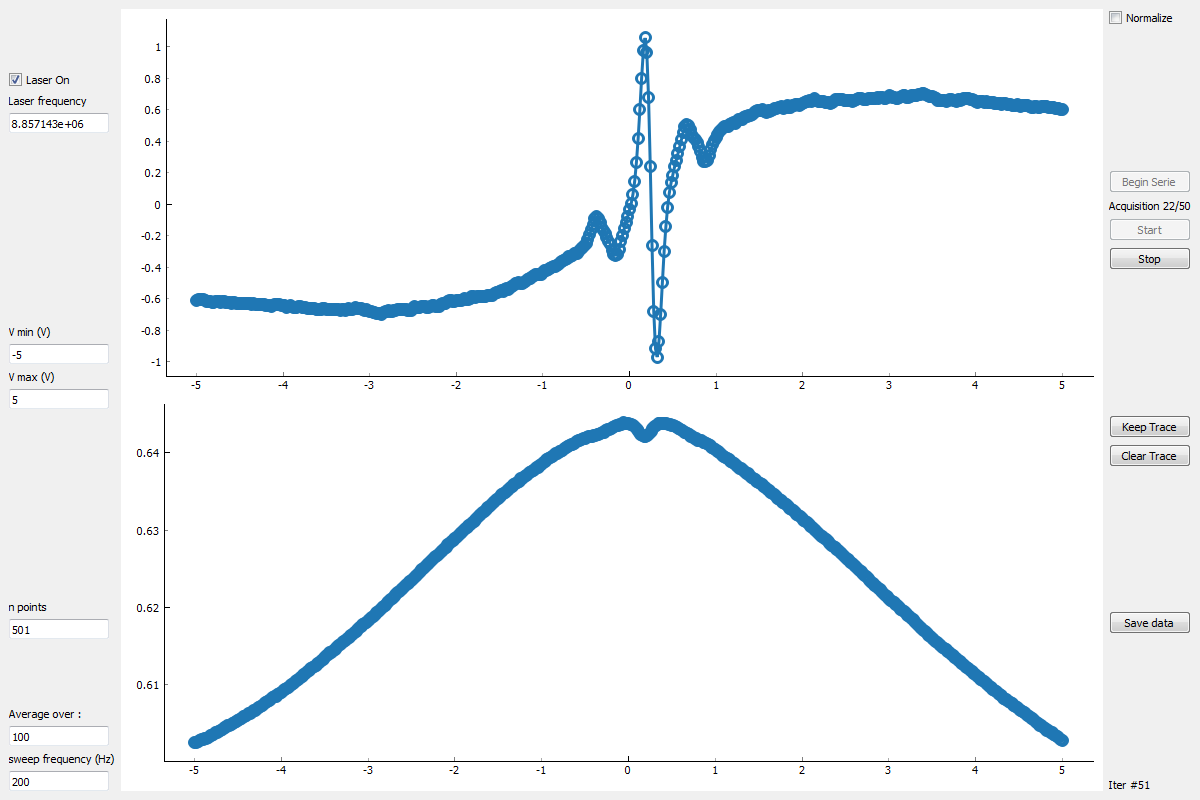 Laser On
Laser frequency
8.857143e+06
V min (V)
-5
V max (V)
5
n points
501
Average over :
100
sweep frequency (Hz)
200
1
0.8
0.6
0.4
0.2
0
-0.2
-0.4
-0.6
-0.8
-1
-5 -4 -3 -2 -1 0 1 2 3 4 5
0.64
0.63
0.62
0.61
-5 -4 -3 -2 -1 0 1 2 3 4 5
Normalize
Begin Serie
Acquisition 22/50
Start
Stop
Keep Trace
Clear Trace
Save data
Iter #51